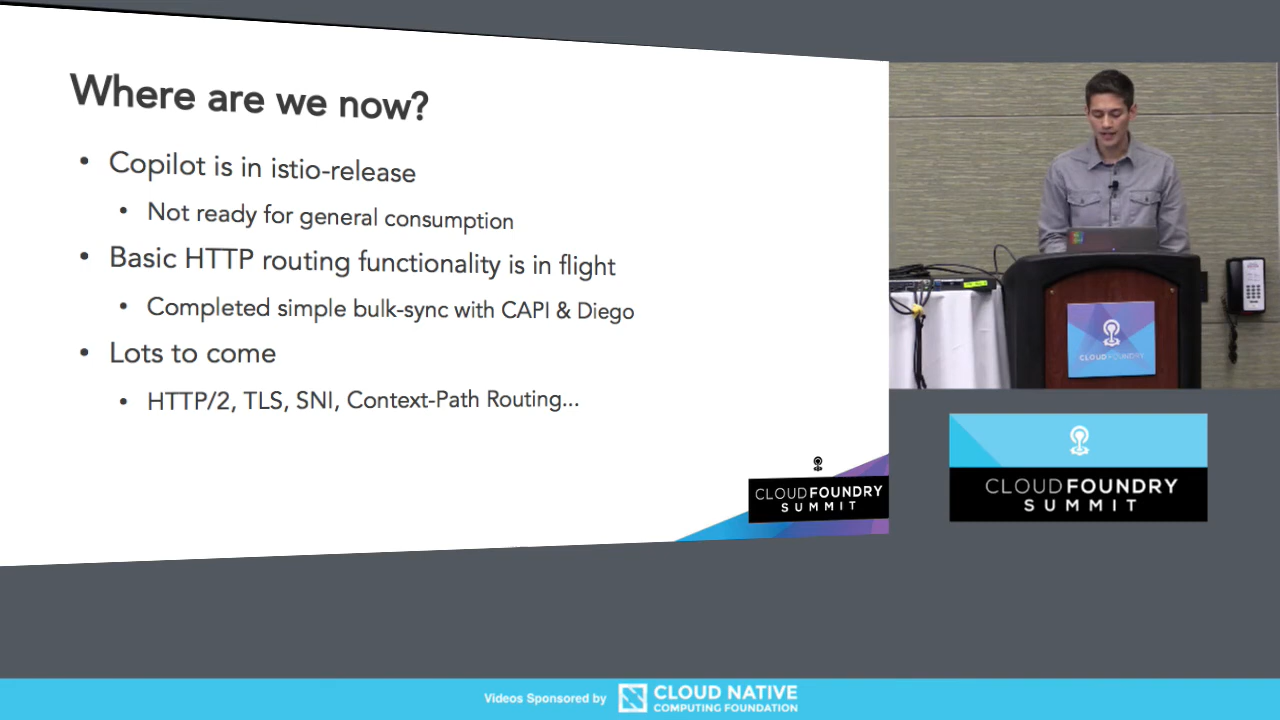 Where are we now?
• Copilot is in istio-release
• Not ready for general consumption
• Basic HTTP routing functionality is in flight
• Completed simple bulk-sync with CAPI & Diego
• Lots to come
• HTTP/2, TLS, SNI, Context-Path Routing...
CLOUDFOUNDRY
SUMMIT
CLOUDFOUNDRY
CLOUDFOUNDRY
SUMMIT
Videos Sponsored by
CLOUD NATIVE
COMPUTING FOUNDATION